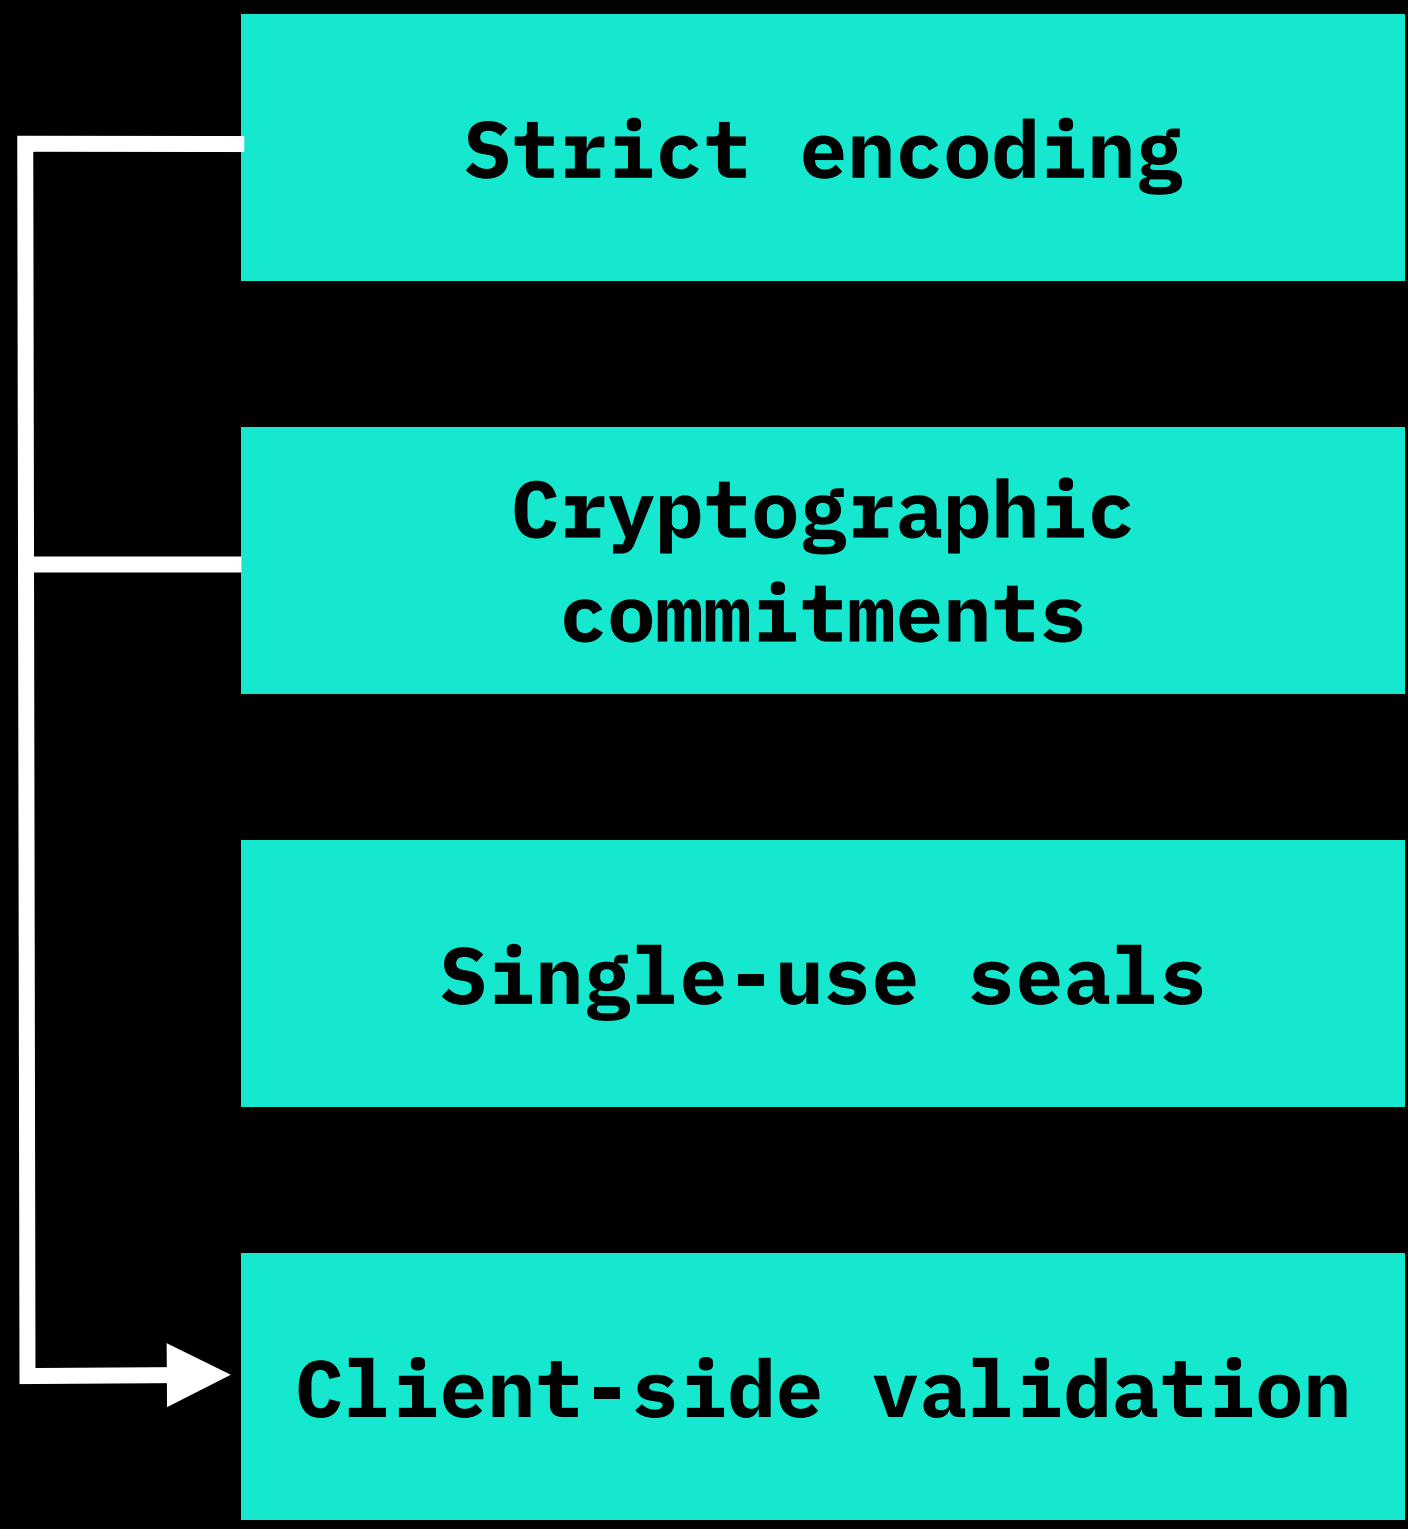 Strict encoding
Cryptographic
commitments
Single-use seals
Client-side validation